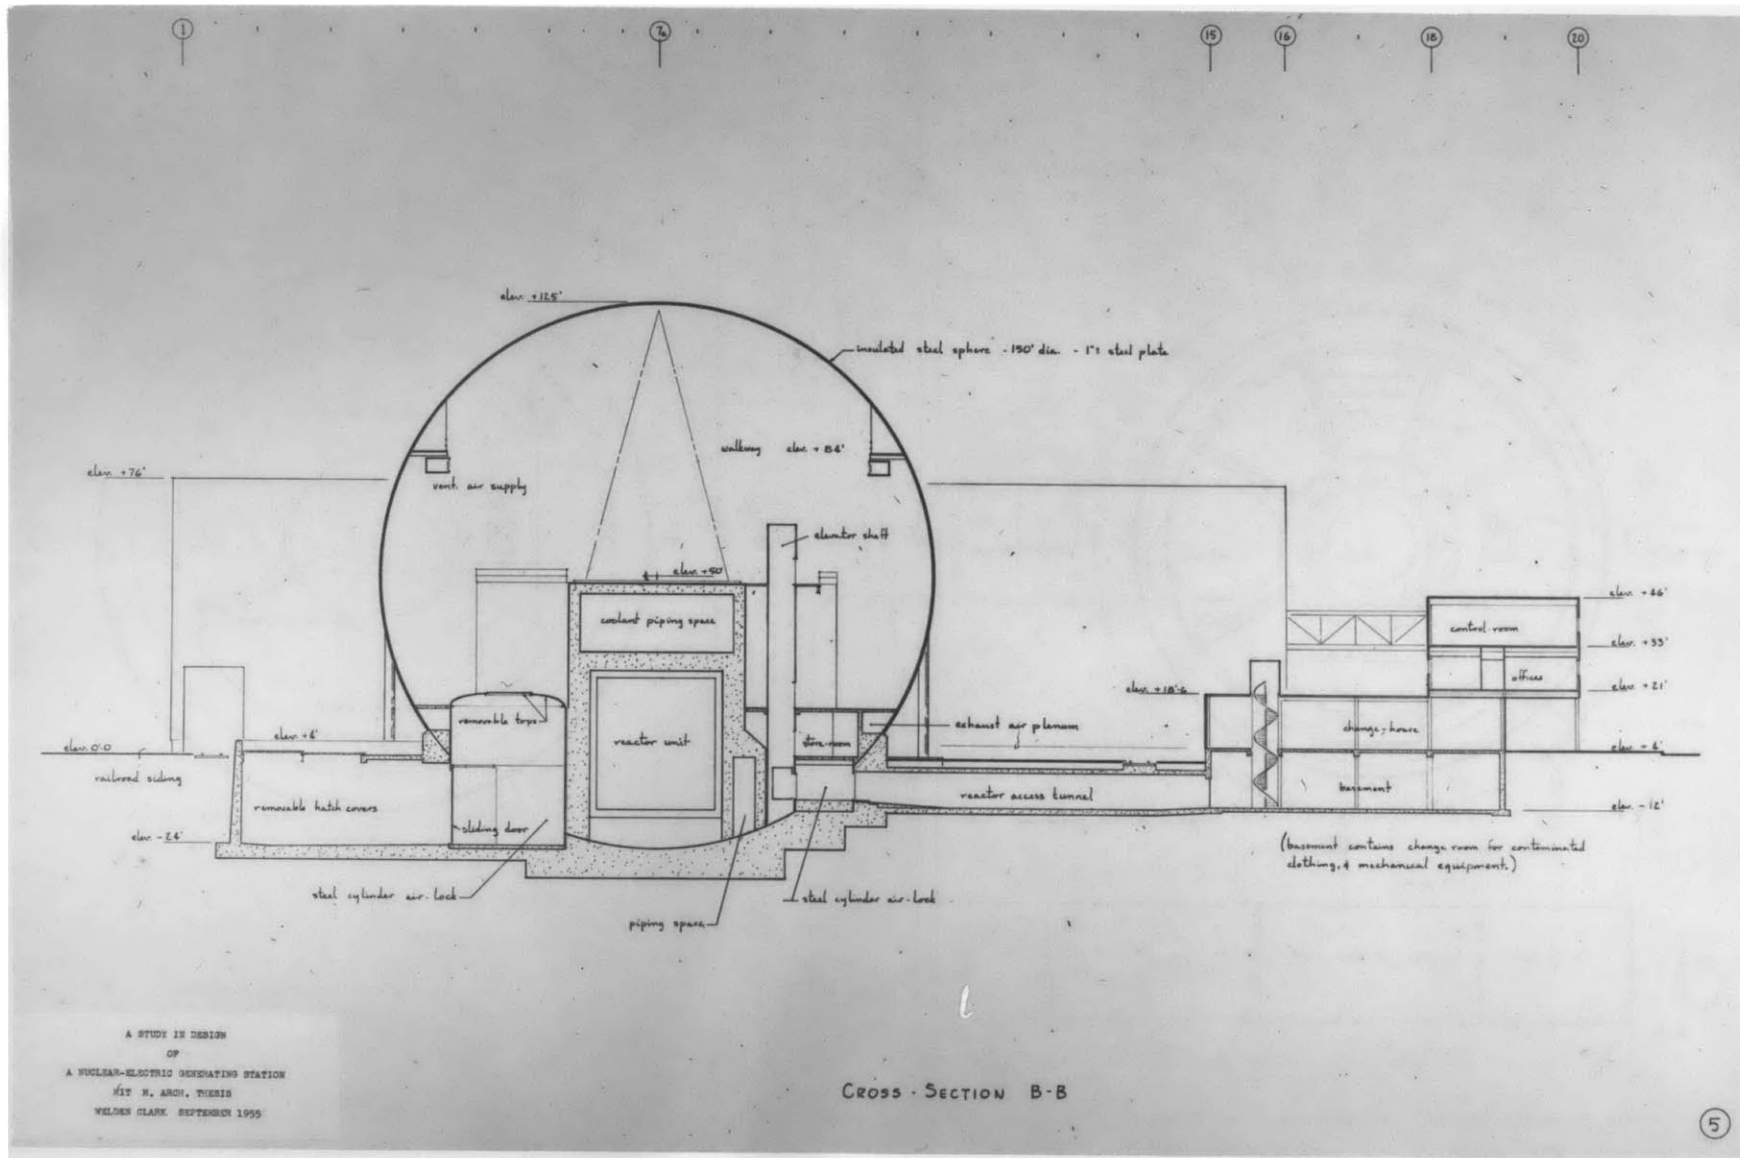 1
7a
15
16
18
20
elev. +125'
insulated steel sphere - 150' dia. - 1"± steel plate
walkway elev. + 84'
elev. +76'
vent. air supply
elevator shaft
elev. +50'
coolant piping space
elev. +46'
control room
elev. +33'
offices
elev. +21'
elev. +18'-6
removable tops
exhaust air planum
change-house
elev. +4'
reactor unit
store-room
elev. 0'-0
elev. +4'
railroad siding
removable hatch covers
reactor access tunnel
basement
elev. -12'
sliding door
elev. -24'
(basement contains change room for contaminated
clothing, & mechanical equipment.)
steel cylinder air-lock
steel cylinder air-lock
piping space
A STUDY IN DESIGN
OF
A NUCLEAR-ELECTRIC GENERATING STATION
MIT M. ARCH. THESIS
WELDEN CLARK SEPTEMBER 1955
CROSS-SECTION B-B
5